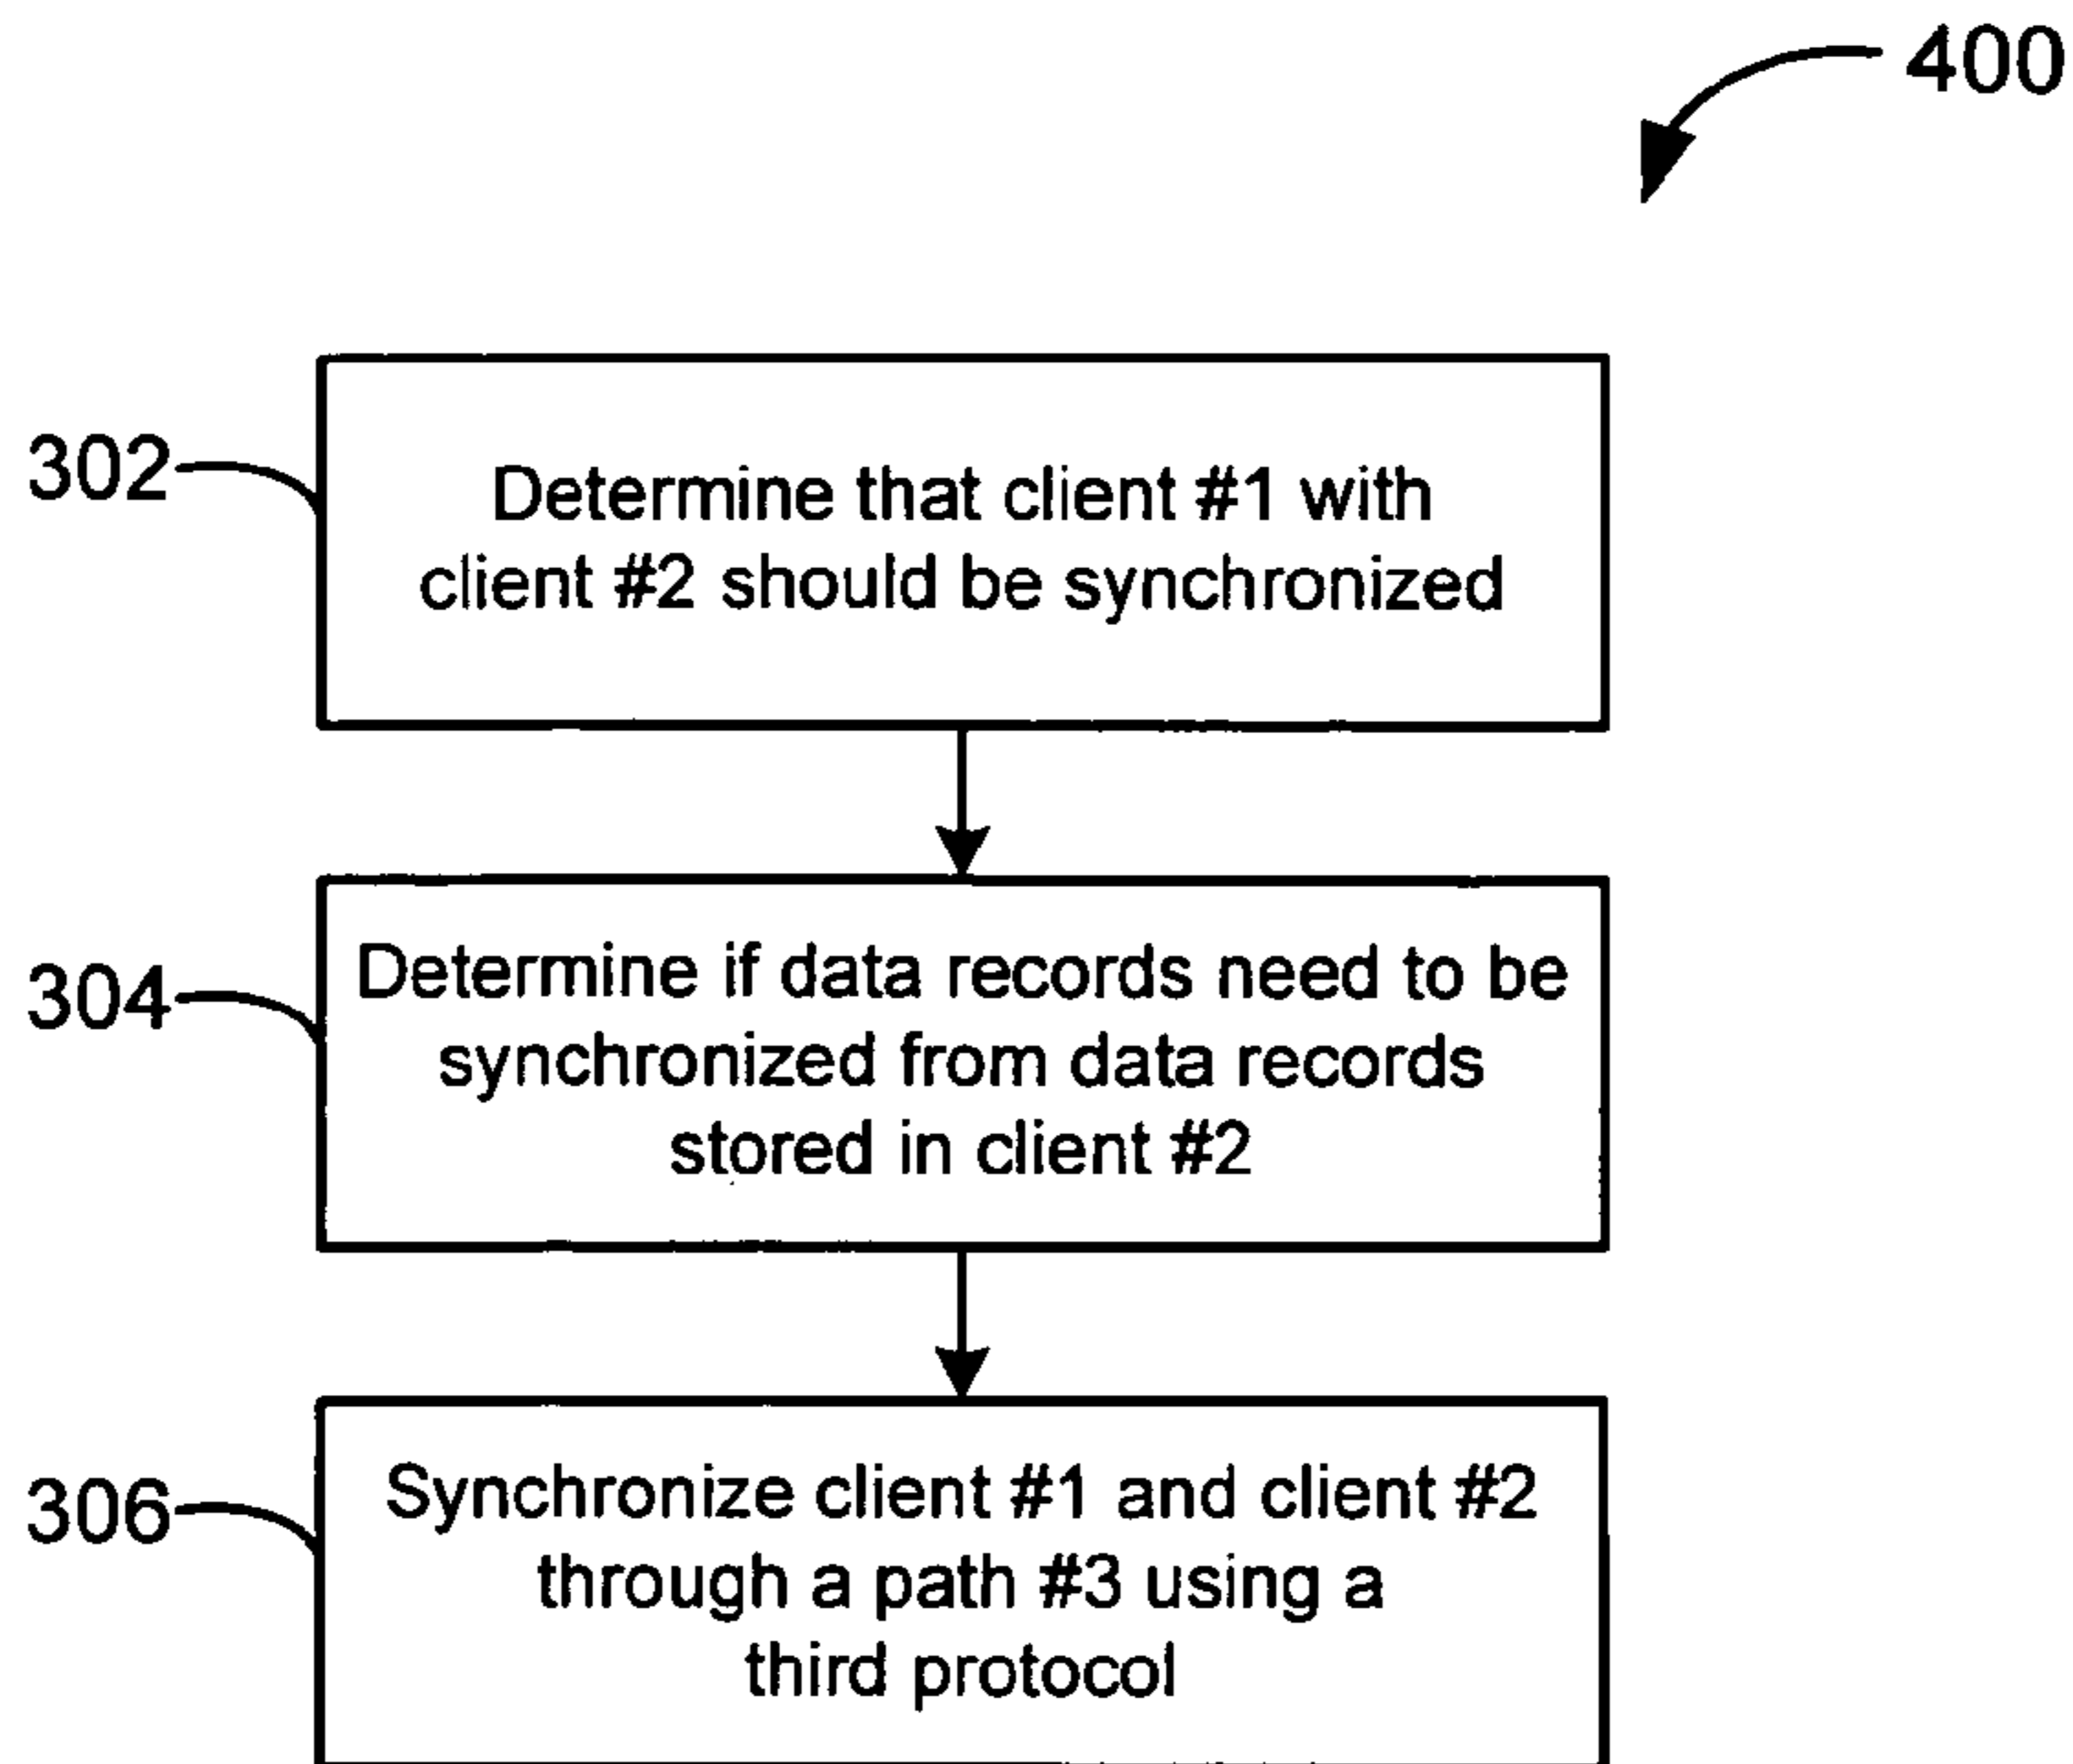 400
302
Determine that client #1 with
client #2 should be synchronized
304
Determine if data records need to be
synchronized from data records
stored in client #2
306
Synchronize client #1 and client #2
through a path #3 using a
third protocol